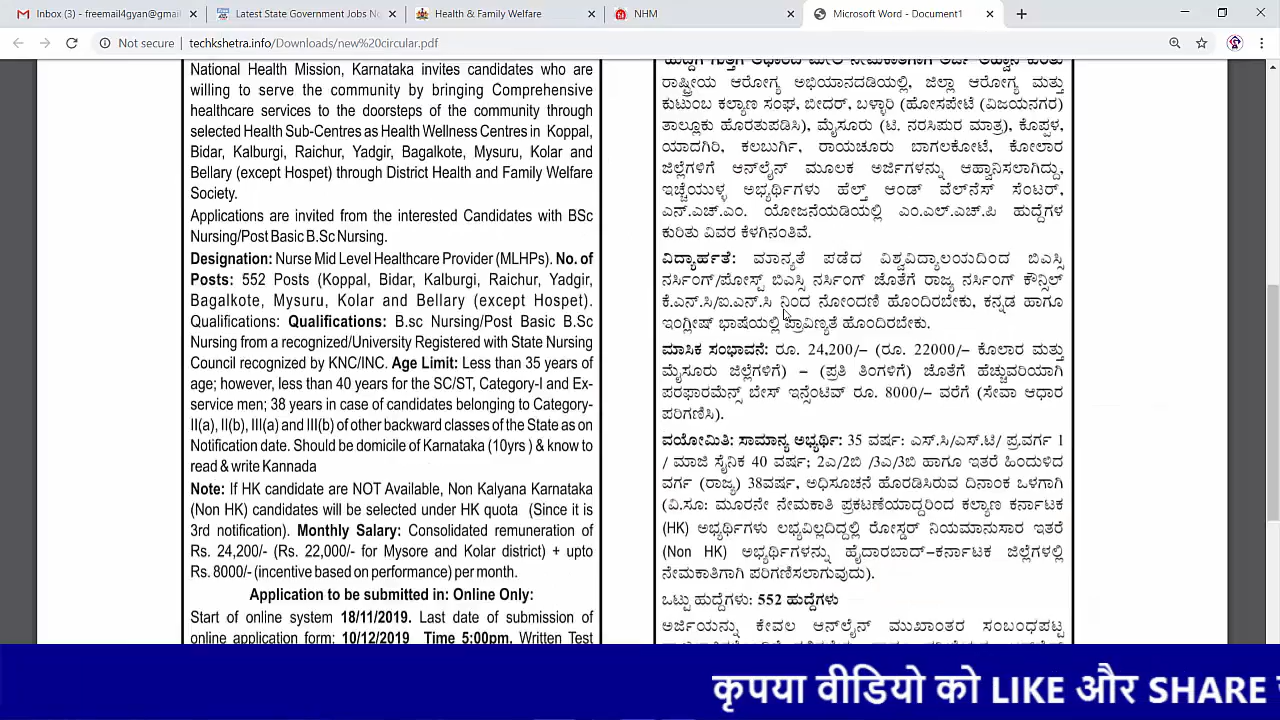 Inbox (3) - freemail4gyan@gmai
Latest State Government Jobs No
Health & Family Welfare
NHM
Microsoft Word - Document1
Not secure | techkshetra.info/Downloads/new%20circular.pdf
National Health Mission, Karnataka invites candidates who are
willing to serve the community by bringing Comprehensive
healthcare services to the doorsteps of the community through
selected Health Sub-Centres as Health Wellness Centres in Koppal,
Bidar, Kalburgi, Raichur, Yadgir, Bagalkote, Mysuru, Kolar and
Bellary (except Hospet) through District Health and Family Welfare
Society.
Applications are invited from the interested Candidates with BSc
Nursing/Post Basic B.Sc Nursing.
Designation: Nurse Mid Level Healthcare Provider (MLHPs). No. of
Posts: 552 Posts (Koppal, Bidar, Kalburgi, Raichur, Yadgir,
Bagalkote, Mysuru, Kolar and Bellary (except Hospet).
Qualifications: Qualifications: B.sc Nursing/Post Basic B.Sc
Nursing from a recognized/University Registered with State Nursing
Council recognized by KNC/INC. Age Limit: Less than 35 years of
age; however, less than 40 years for the SC/ST, Category-I and Ex-
service men; 38 years in case of candidates belonging to Category-
II(a), II(b), III(a) and III(b) of other backward classes of the State as on
Notification date. Should be domicile of Karnataka (10yrs) & know to
read & write Kannada
Note: If HK candidate are NOT Available, Non Kalyana Karnataka
(Non HK) candidates will be selected under HK quota (Since it is
3rd notification). Monthly Salary: Consolidated remuneration of
Rs. 24,200/- (Rs. 22,000/- for Mysore and Kolar district) + upto
Rs. 8000/- (incentive based on performance) per month.
Application to be submitted in: Online Only:
Start of online system 18/11/2019. Last date of submission of
online application form: 10/12/2019 Time 5:00pm. Written Test
ರಾಷ್ಟ್ರೀಯ ಆರೋಗ್ಯ ಅಭಿಯಾನದಡಿಯಲ್ಲಿ, ಜಿಲ್ಲಾ ಆರೋಗ್ಯ ಮತ್ತು
ಕುಟುಂಬ ಕಲ್ಯಾಣ ಸಂಘ, ಬೀದರ್, ಬಳ್ಳಾರಿ (ಹೋಸಪೇಟೆ (ವಿಜಯನಗರ)
ತಾಲ್ಲೂಕು ಹೊರತುಪಡಿಸಿ), ಮೈಸೂರು (ಟಿ. ನರಸಿಪುರ ಮಾತ್ರ), ಕೊಪ್ಪಳ,
ಯಾದಗಿರಿ, ಕಲಬುರ್ಗಿ, ರಾಯಚೂರು ಬಾಗಲಕೋಟೆ, ಕೋಲಾರ
ಜಿಲ್ಲೆಗಳಿಗೆ ಆನ್‌ಲೈನ್ ಮೂಲಕ ಅರ್ಜಿಗಳನ್ನು ಆಹ್ವಾನಿಸಲಾಗಿದ್ದು,
ಇಚ್ಚೆಯುಳ್ಳ ಅಭ್ಯರ್ಥಿಗಳು ಹೆಲ್ತ್ ಆಂಡ್ ವೆಲ್‌ನೆಸ್ ಸೆಂಟರ್,
ಎನ್.ಎಚ್.ಎಂ. ಯೋಜನೆಯಡಿಯಲ್ಲಿ ಎಂ.ಎಲ್.ಎಚ್.ಪಿ ಹುದ್ದೆಗಳ
ಕುರಿತು ವಿವರ ಕೆಳಗಿನಂತಿವೆ.
ವಿದ್ಯಾರ್ಹತೆ: ಮಾನ್ಯತೆ ಪಡೆದ ವಿಶ್ವವಿದ್ಯಾಲಯದಿಂದ ಬಿಎಸ್ಸಿ
ನರ್ಸಿಂಗ್/ಪೋಸ್ಟ್ ಬಿಎಸ್ಸಿ ನರ್ಸಿಂಗ್ ಜೊತೆಗೆ ರಾಜ್ಯ ನರ್ಸಿಂಗ್ ಕೌನ್ಸಿಲ್
ಕೆ.ಎನ್.ಸಿ/ಐ.ಎನ್.ಸಿ ನಿಂದ ನೋಂದಣಿ ಹೊಂದಿರಬೇಕು, ಕನ್ನಡ ಹಾಗೂ
ಇಂಗ್ಲೀಷ್ ಭಾಷೆಯಲ್ಲಿ ಪ್ರಾವಿಣ್ಯತೆ ಹೊಂದಿರಬೇಕು.
ಮಾಸಿಕ ಸಂಭಾವನೆ: ರೂ. 24,200/– (ರೂ. 22000/– ಕೊಲಾರ ಮತ್ತು
ಮೈಸೂರು ಜಿಲ್ಲೆಗಳಿಗೆ) – (ಪ್ರತಿ ತಿಂಗಳಿಗೆ) ಜೊತೆಗೆ ಹೆಚ್ಚುವರಿಯಾಗಿ
ಪರಫಾರಮೆನ್ಸ್ ಬೇಸ್ ಇನ್ಸೆಂಟಿವ್ ರೂ. 8000/– ವರೆಗೆ (ಸೇವಾ ಆಧಾರ
ಪರಿಗಣಿಸಿ).
ವಯೋಮಿತಿ: ಸಾಮಾನ್ಯ ಅಭ್ಯರ್ಥಿ: 35 ವರ್ಷ: ಎಸ್.ಸಿ/ಎಸ್.ಟಿ/ ಪ್ರವರ್ಗ 1
/ ಮಾಜಿ ಸೈನಿಕ 40 ವರ್ಷ; 2ಎ/2ಬಿ /3ಎ/3ಬಿ ಹಾಗೂ ಇತರೆ ಹಿಂದುಳಿದ
ವರ್ಗ (ರಾಜ್ಯ) 38ವರ್ಷ, ಅಧಿಸೂಚನೆ ಹೊರಡಿಸಿರುವ ದಿನಾಂಕ ಒಳಗಾಗಿ
(ವಿ.ಸೂ: ಮೂರನೇ ನೇಮಕಾತಿ ಪ್ರಕಟಣೆಯಾದ್ದರಿಂದ ಕಲ್ಯಾಣ ಕರ್ನಾಟಕ
(HK) ಅಭ್ಯರ್ಥಿಗಳು ಲಭ್ಯವಿಲ್ಲದಿದ್ದಲ್ಲಿ ರೋಸ್ಟರ್ ನಿಯಮಾನುಸಾರ ಇತರೆ
(Non HK) ಅಭ್ಯರ್ಥಿಗಳನ್ನು ಹೈದಾರಬಾದ್–ಕರ್ನಾಟಕ ಜಿಲ್ಲೆಗಳಲ್ಲಿ
ನೇಮಕಾತಿಗಾಗಿ ಪರಿಗಣಿಸಲಾಗುವುದು).
ಒಟ್ಟು ಹುದ್ದೆಗಳು: 552 ಹುದ್ದೆಗಳು
ಅರ್ಜಿಯನ್ನು ಕೇವಲ ಆನ್‌ಲೈನ್ ಮುಖಾಂತರ ಸಂಬಂಧಪಟ್ಟ
कृपया वीडियो को LIKE और SHARE